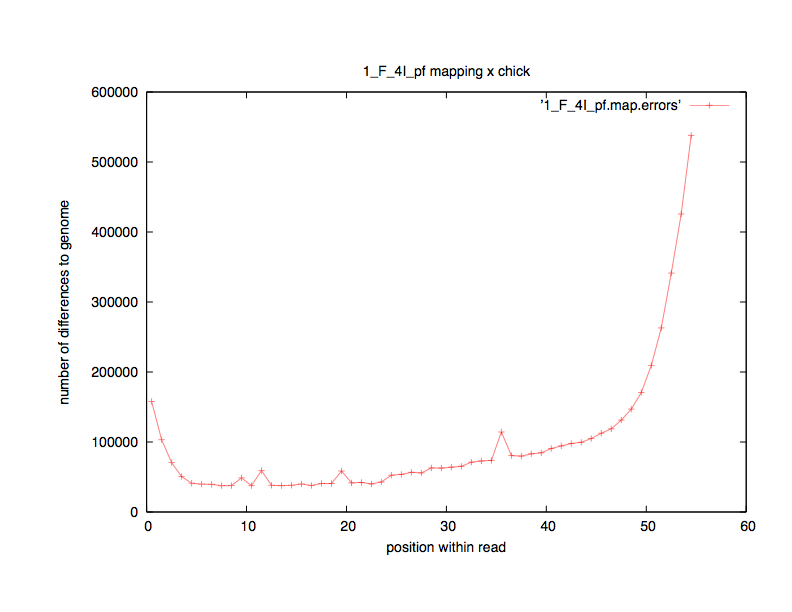 1_F_4I_pf mapping x chick
'1_F_4I_pf.map.errors'
600000
500000
400000
300000
200000
100000
0
number of differences to genome
0 10 20 30 40 50 60
position within read